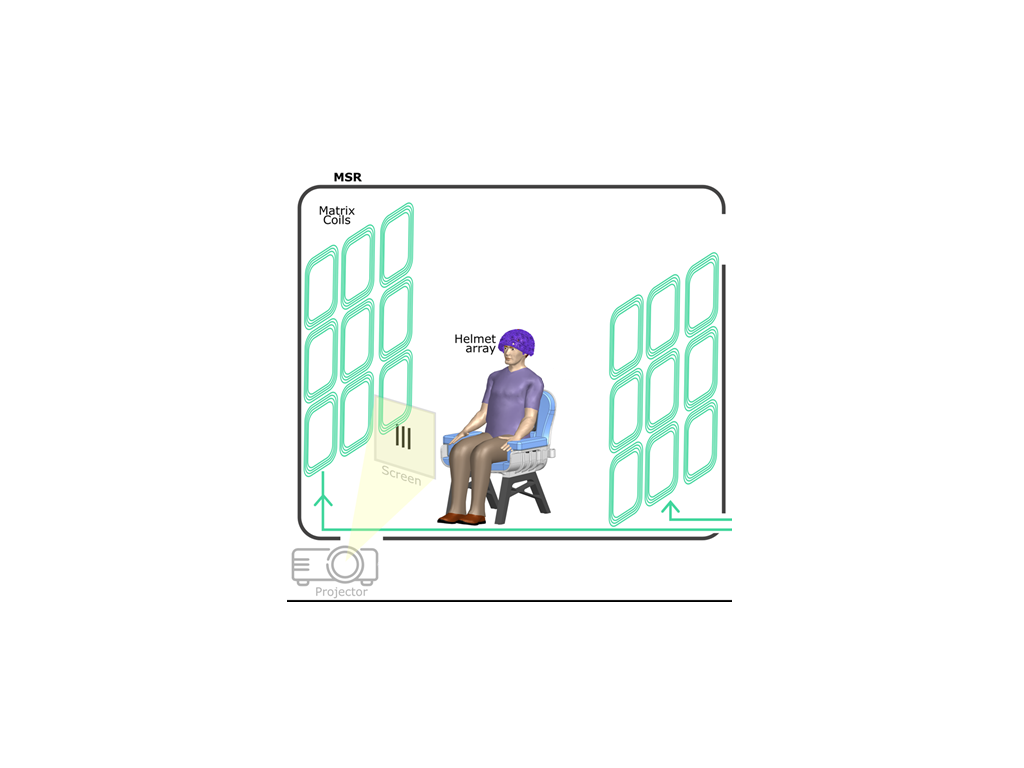 MSR
Matrix
Coils
Helmet
array
Screen
Projector